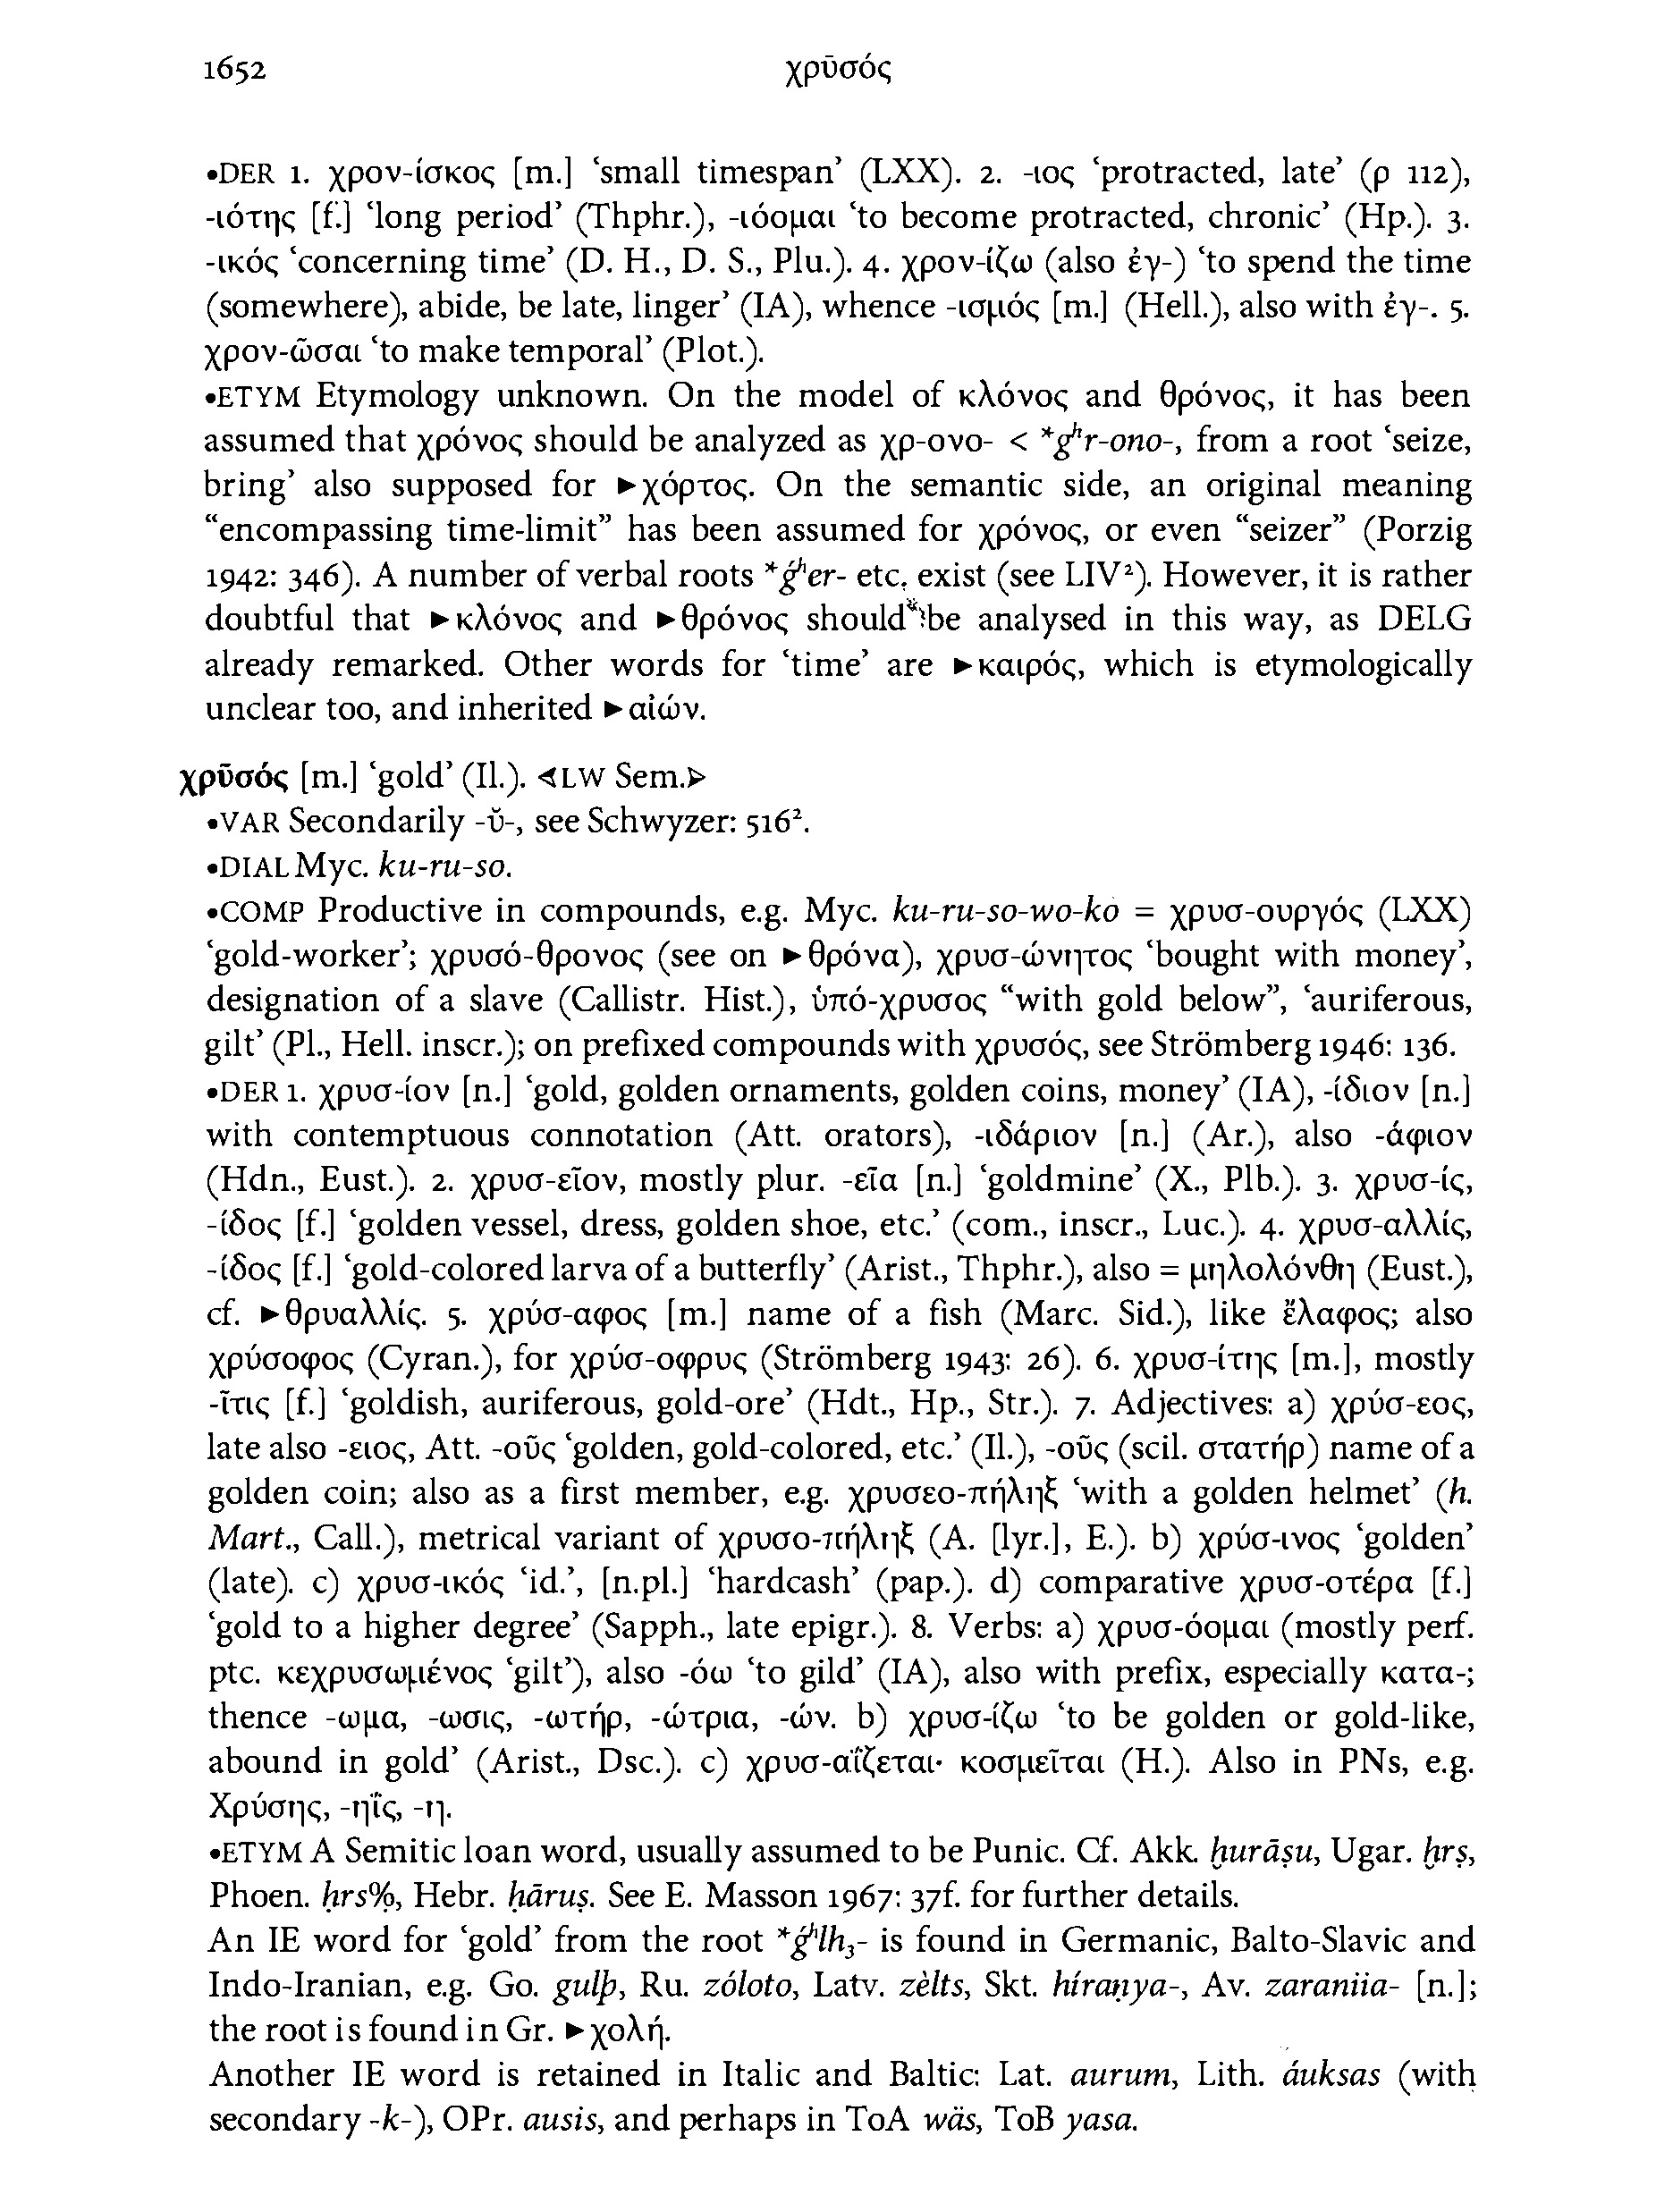 1652 χρῡσός
•DER 1. χρον-ίσκος [m.] ‘small timespan’ (LXX). 2. -ιος ‘protracted, late’ (ρ 112),
-ιότης [f.] ‘long period’ (Thphr.), -ιόομαι ‘to become protracted, chronic’ (Hp.). 3.
-ικός ‘concerning time’ (D. H., D. S., Plu.). 4. χρον-ίζω (also ἐγ-) ‘to spend the time
(somewhere), abide, be late, linger’ (IA), whence -ισμός [m.] (Hell.), also with ἐγ-. 5.
χρον-ῶσαι ‘to make temporal’ (Plot.).
•ETYM Etymology unknown. On the model of κλόνος and θρόνος, it has been
assumed that χρόνος should be analyzed as χρ-ονο- < *gʰr-ono-, from a root ‘seize,
bring’ also supposed for ►χόρτος. On the semantic side, an original meaning
“encompassing time-limit” has been assumed for χρόνος, or even “seizer” (Porzig
1942: 346). A number of verbal roots *ǵʰer- etc. exist (see LIV²). However, it is rather
doubtful that ►κλόνος and ►θρόνος should be analysed in this way, as DELG
already remarked. Other words for ‘time’ are ►καιρός, which is etymologically
unclear too, and inherited ►αἰών.
χρῡσός [m.] ‘gold’ (Il.). ⊲LW Sem.⊳
•VAR Secondarily -ῠ-, see Schwyzer: 516².
•DIAL Myc. ku-ru-so.
•COMP Productive in compounds, e.g. Myc. ku-ru-so-wo-ko = χρυσ-ουργός (LXX)
‘gold-worker’; χρυσό-θρονος (see on ►θρόνα), χρυσ-ώνητος ‘bought with money’,
designation of a slave (Callistr. Hist.), ὑπό-χρυσος “with gold below”, ‘auriferous,
gilt’ (Pl., Hell. inscr.); on prefixed compounds with χρυσός, see Strömberg 1946: 136.
•DER 1. χρυσ-ίον [n.] ‘gold, golden ornaments, golden coins, money’ (IA), -ίδιον [n.]
with contemptuous connotation (Att. orators), -ιδάριον [n.] (Ar.), also -άφιον
(Hdn., Eust.). 2. χρυσ-εῖον, mostly plur. -εῖα [n.] ‘goldmine’ (X., Plb.). 3. χρυσ-ίς,
-ίδος [f.] ‘golden vessel, dress, golden shoe, etc.’ (com., inscr., Luc.). 4. χρυσ-αλλίς,
-ίδος [f.] ‘gold-colored larva of a butterfly’ (Arist., Thphr.), also = μηλολόνθη (Eust.),
cf. ►θρυαλλίς. 5. χρύσ-αφος [m.] name of a fish (Marc. Sid.), like ἔλαφος; also
χρύσοφος (Cyran.), for χρύσ-οφρυς (Strömberg 1943: 26). 6. χρυσ-ίτης [m.], mostly
-ῖτις [f.] ‘goldish, auriferous, gold-ore’ (Hdt., Hp., Str.). 7. Adjectives: a) χρύσ-εος,
late also -ειος, Att. -οῦς ‘golden, gold-colored, etc.’ (Il.), -οῦς (scil. στατήρ) name of a
golden coin; also as a first member, e.g. χρυσεο-πήληξ ‘with a golden helmet’ (h.
Mart., Call.), metrical variant of χρυσο-πήληξ (A. [lyr.], E.). b) χρύσ-ινος ‘golden’
(late). c) χρυσ-ικός ‘id.’, [n.pl.] ‘hardcash’ (pap.). d) comparative χρυσ-οτέρα [f.]
‘gold to a higher degree’ (Sapph., late epigr.). 8. Verbs: a) χρυσ-όομαι (mostly perf.
ptc. κεχρυσωμένος ‘gilt’), also -όω ‘to gild’ (IA), also with prefix, especially κατα-;
thence -ωμα, -ωσις, -ωτήρ, -ώτρια, -ών. b) χρυσ-ίζω ‘to be golden or gold-like,
abound in gold’ (Arist., Dsc.). c) χρυσ-αΐζεται· κοσμεῖται (H.). Also in PNs, e.g.
Χρύσης, -ηΐς, -η.
•ETYM A Semitic loan word, usually assumed to be Punic. Cf. Akk. ḫurāṣu, Ugar. ḫrṣ,
Phoen. ḥrs%, Hebr. ḥāruṣ. See E. Masson 1967: 37f. for further details.
An IE word for ‘gold’ from the root *ǵʰlh₃- is found in Germanic, Balto-Slavic and
Indo-Iranian, e.g. Go. gulþ, Ru. zóloto, Latv. zèlts, Skt. híraṇya-, Av. zaraniia- [n.];
the root is found in Gr. ►χολή.
Another IE word is retained in Italic and Baltic: Lat. aurum, Lith. áuksas (with
secondary -k-), OPr. ausis, and perhaps in ToA wäs, ToB yasa.